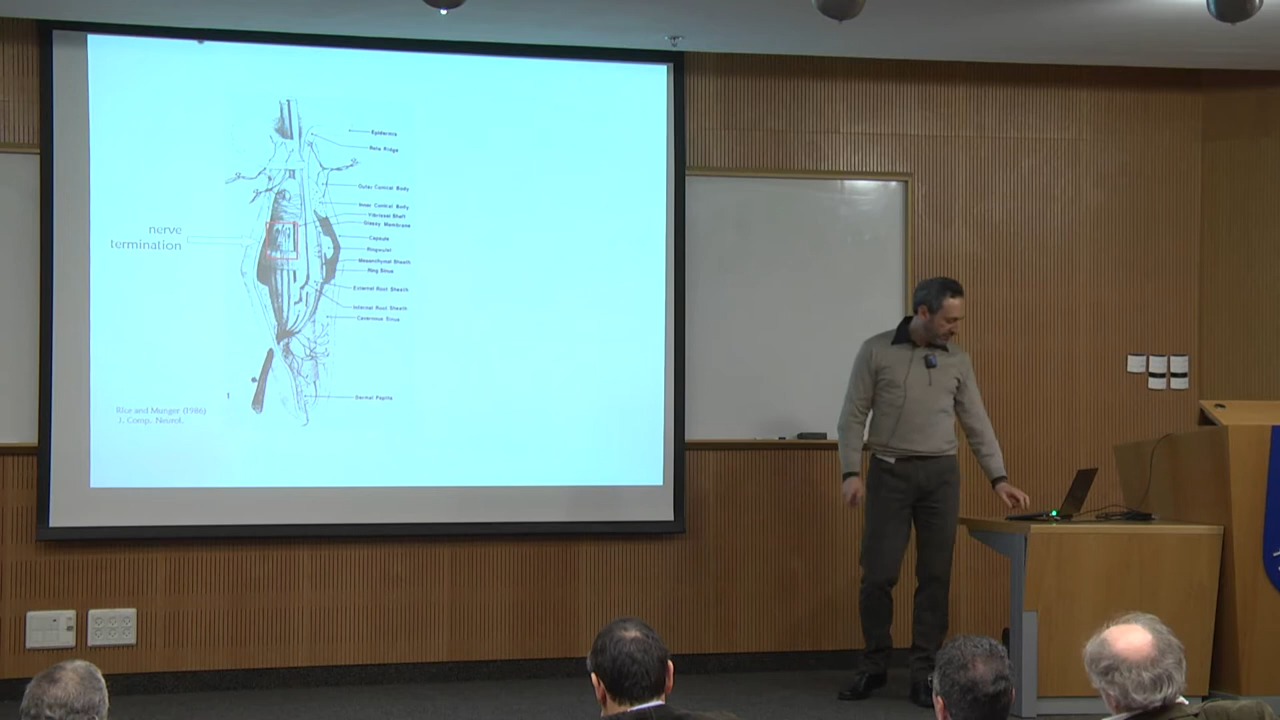 Epidermis
Rete Ridge
Outer Conical Body
Inner Conical Body
Vibrissal Shaft
Glassy Membrane
nerve
termination
Capsule
Ringwulst
Mesenchymal Sheath
Ring Sinus
External Root Sheath
Internal Root Sheath
Cavernous Sinus
1
Dermal Papilla
Rice and Munger (1986)
J. Comp. Neurol.